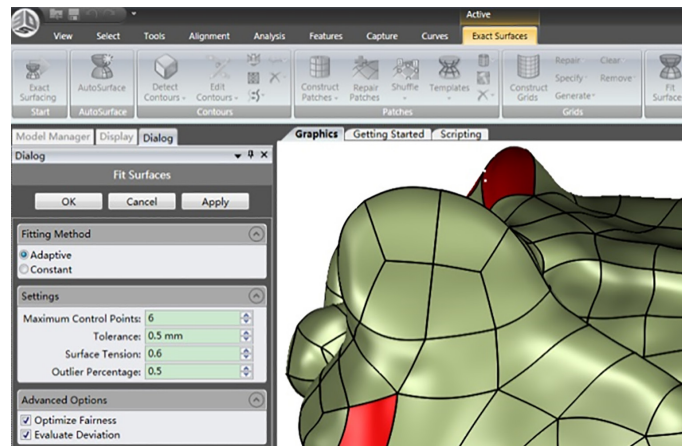 Active
View Select Tools Alignment Analysis Features Capture Curves Exact Surfaces
Exact Surfacing
AutoSurface
Detect Contours
Edit Contours
Construct Patches
Repair Patches
Shuffle
Templates
Construct Grids
Repair Clear
Specify Remove
Generate
Fit Surface
Start AutoSurface Contours Patches Grids
Model Manager Display Dialog
Graphics Getting Started Scripting
Dialog
Fit Surfaces
OK Cancel Apply
Fitting Method
Adaptive
Constant
Settings
Maximum Control Points: 6
Tolerance: 0.5 mm
Surface Tension: 0.6
Outlier Percentage: 0.5
Advanced Options
Optimize Fairness
Evaluate Deviation